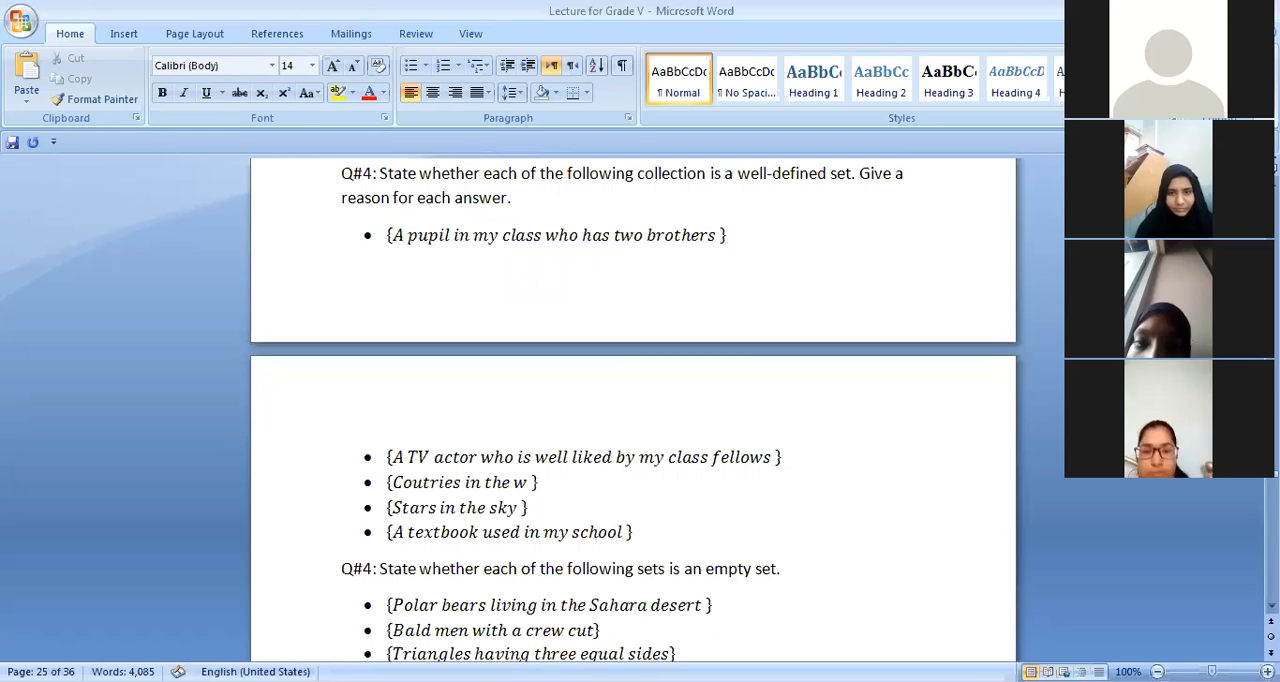 Lecture for Grade V - Microsoft Word
Home Insert Page Layout References Mailings Review View
Paste
Cut
Copy
Format Painter
Calibri (Body) 14
AaBbCcDc AaBbCcDc AaBbC AaBbCc AaBbC AaBbCcD
¶ Normal ¶ No Spaci... Heading 1 Heading 2 Heading 3 Heading 4
Clipboard Font Paragraph Styles
Q#4: State whether each of the following collection is a well-defined set. Give a
reason for each answer.
• {A pupil in my class who has two brothers }
• {A TV actor who is well liked by my class fellows }
• {Coutries in the w }
• {Stars in the sky }
• {A textbook used in my school }
Q#4: State whether each of the following sets is an empty set.
• {Polar bears living in the Sahara desert }
• {Bald men with a crew cut}
• {Triangles having three equal sides}
Page: 25 of 36 Words: 4,085 English (United States) 100%